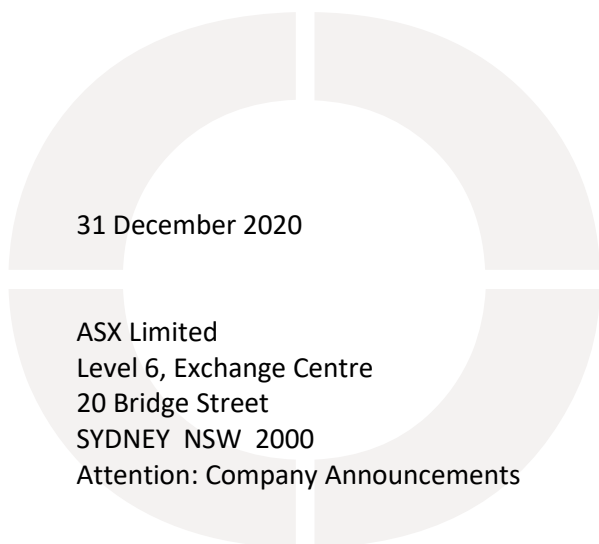 31 December 2020
ASX Limited
Level 6, Exchange Centre
20 Bridge Street
SYDNEY  NSW  2000
Attention: Company Announcements